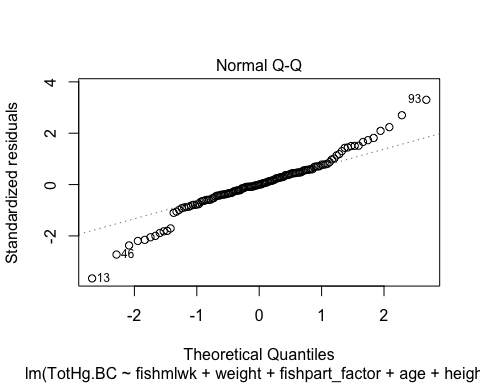 Normal Q-Q
Standardized residuals
4
2
0
-2
93
46
13
-2 -1 0 1 2
Theoretical Quantiles
lm(TotHg.BC ~ fishmlwk + weight + fishpart_factor + age + heigh